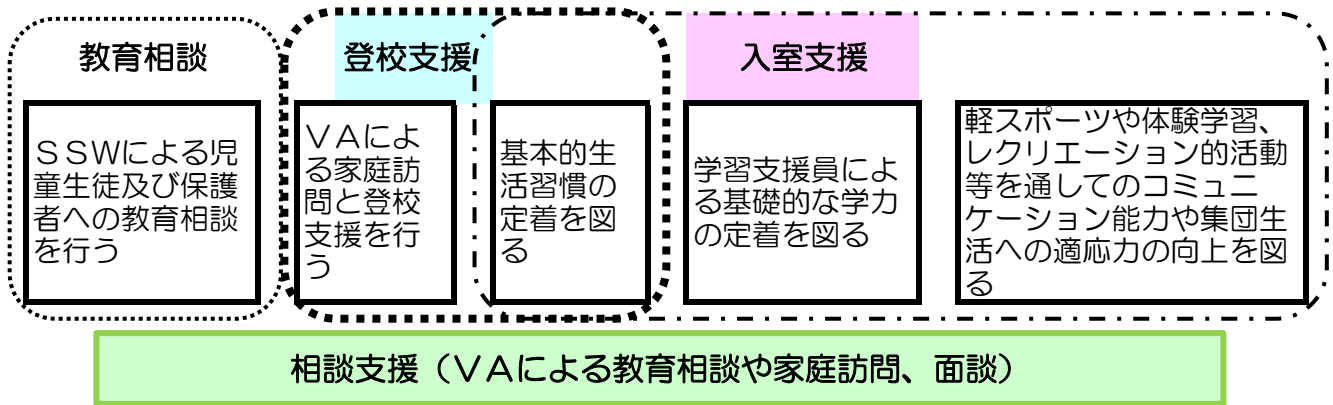 教育相談
登校支援
入室支援
ＳＳＷによる児
童生徒及び保護
者への教育相談
を行う
ＶＡによ
る家庭訪
問と登校
支援を行
う
基本的生
活習慣の
定着を図
る
学習支援員によ
る基礎的な学力
の定着を図る
軽スポーツや体験学習、
レクリエーション的活動
等を通してのコミュニ
ケーション能力や集団生
活への適応力の向上を図
る
相談支援（ＶＡによる教育相談や家庭訪問、面談）